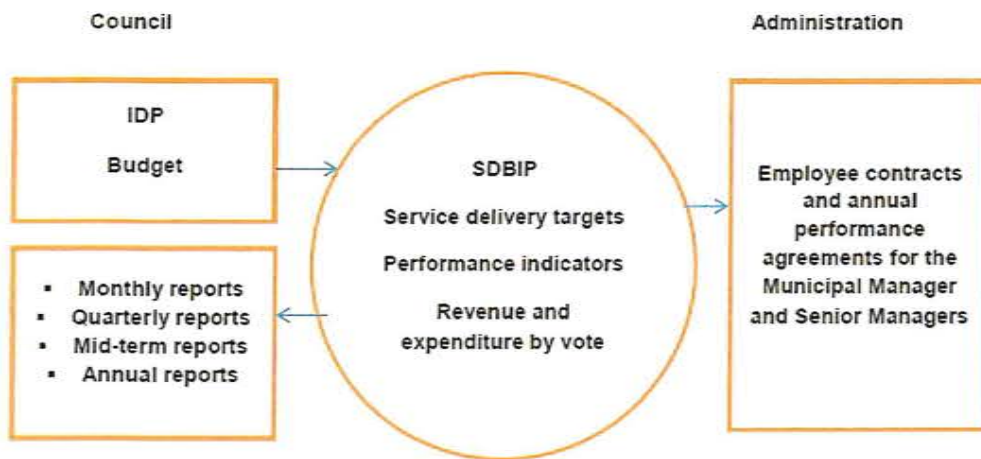 Council
Administration
IDP
Budget
▪ Monthly reports
▪ Quarterly reports
▪ Mid-term reports
▪ Annual reports
SDBIP
Service delivery targets
Performance indicators
Revenue and
expenditure by vote
Employee contracts
and annual
performance
agreements for the
Municipal Manager
and Senior Managers